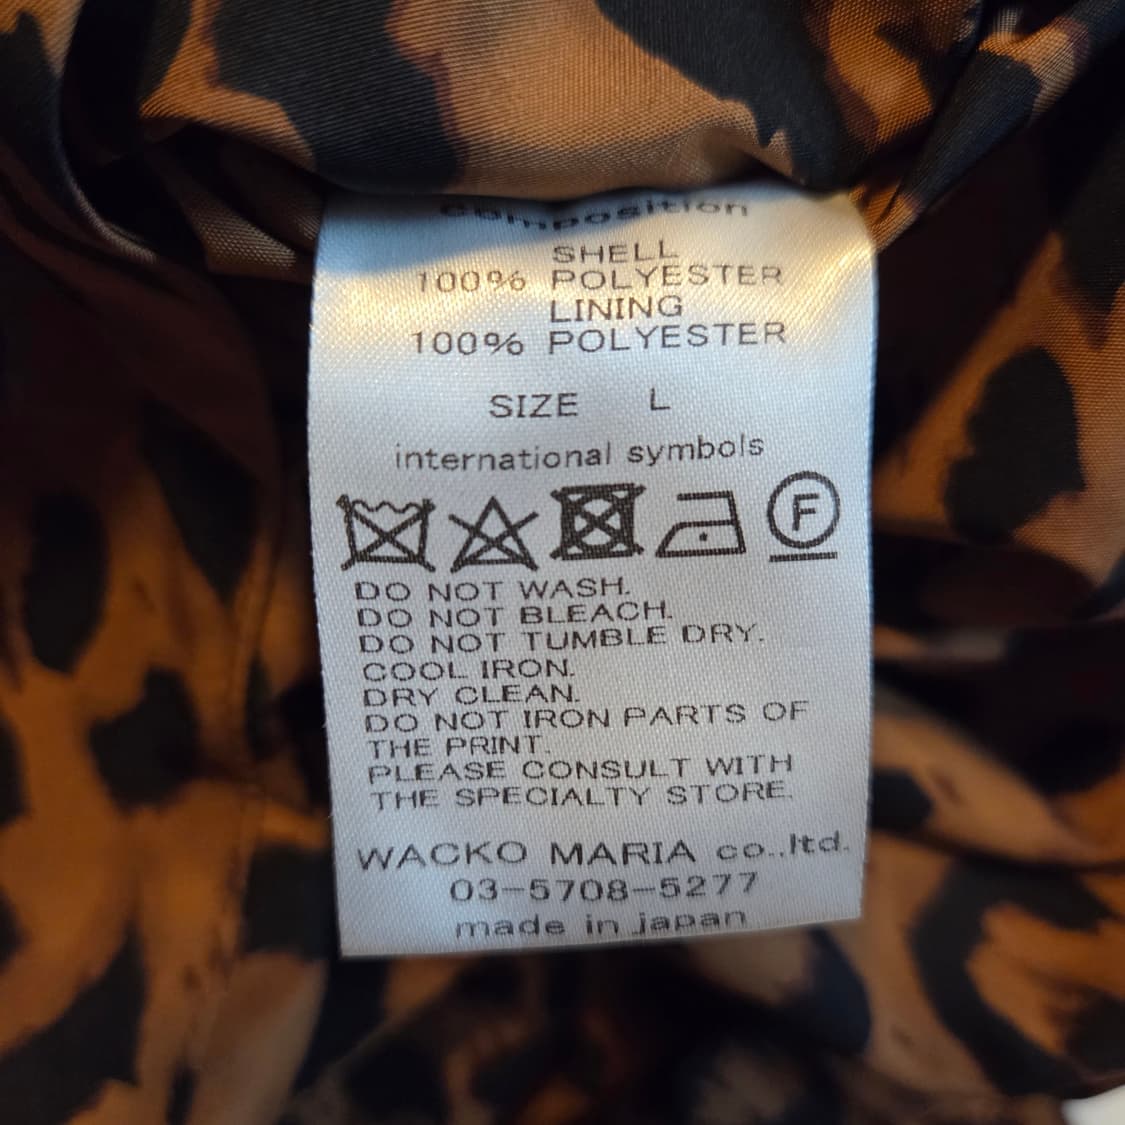 composition
SHELL
100% POLYESTER
LINING
100% POLYESTER
SIZE L
international symbols
F
DO NOT WASH.
DO NOT BLEACH.
DO NOT TUMBLE DRY.
COOL IRON.
DRY CLEAN.
DO NOT IRON PARTS OF
THE PRINT.
PLEASE CONSULT WITH
THE SPECIALTY STORE.
WACKO MARIA co.,ltd.
03-5708-5277
made in japan